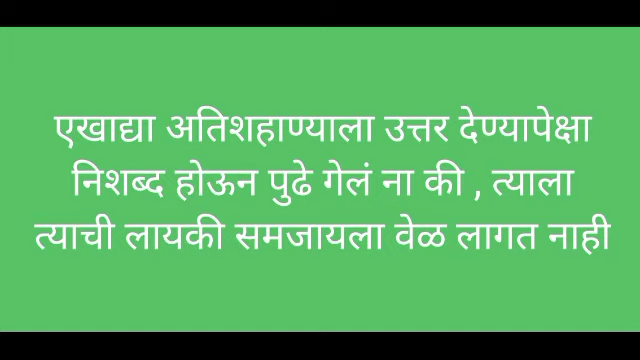 एखाद्या अतिशहाण्याला उत्तर देण्यापेक्षा
निशब्द होऊन पुढे गेलं ना की , त्याला
त्याची लायकी समजायला वेळ लागत नाही